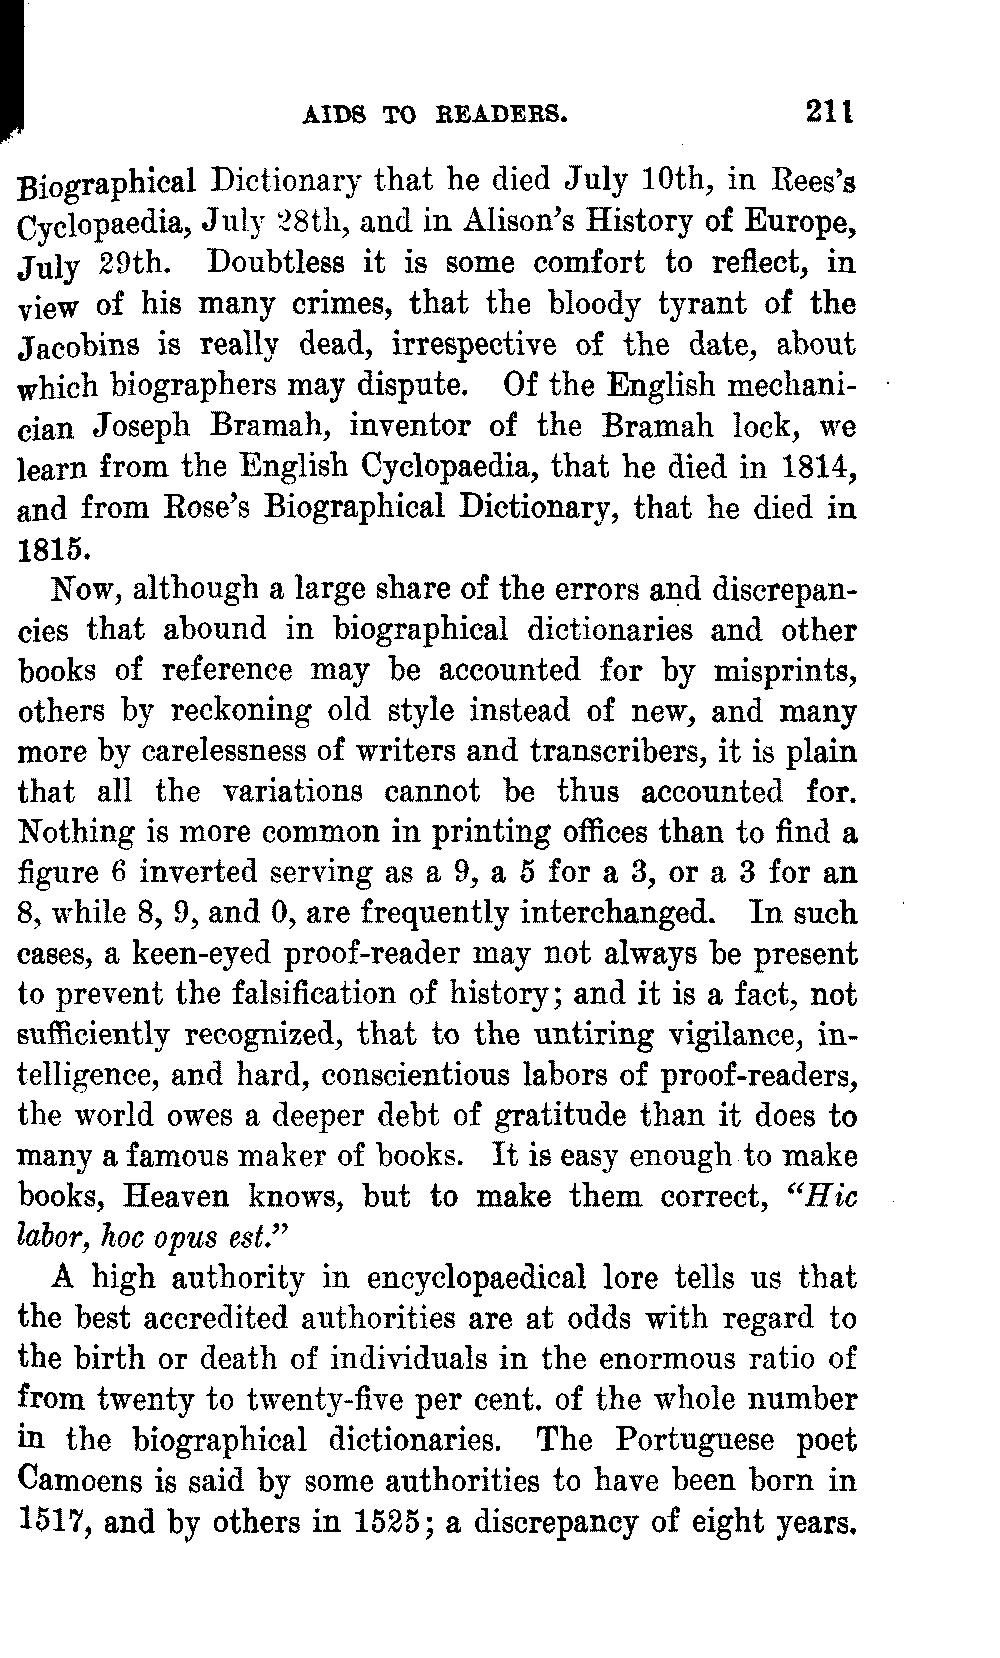 AIDS TO READERS. 211
Biographical Dictionary that he died July 10th, in Rees's
Cyclopaedia, July 28th, and in Alison's History of Europe,
July 29th. Doubtless it is some comfort to reflect, in
view of his many crimes, that the bloody tyrant of the
Jacobins is really dead, irrespective of the date, about
which biographers may dispute. Of the English mechani-
cian Joseph Bramah, inventor of the Bramah lock, we
learn from the English Cyclopaedia, that he died in 1814,
and from Rose's Biographical Dictionary, that he died in
1815.
Now, although a large share of the errors and discrepan-
cies that abound in biographical dictionaries and other
books of reference may be accounted for by misprints,
others by reckoning old style instead of new, and many
more by carelessness of writers and transcribers, it is plain
that all the variations cannot be thus accounted for.
Nothing is more common in printing offices than to find a
figure 6 inverted serving as a 9, a 5 for a 3, or a 3 for an
8, while 8, 9, and 0, are frequently interchanged. In such
cases, a keen-eyed proof-reader may not always be present
to prevent the falsification of history; and it is a fact, not
sufficiently recognized, that to the untiring vigilance, in-
telligence, and hard, conscientious labors of proof-readers,
the world owes a deeper debt of gratitude than it does to
many a famous maker of books. It is easy enough to make
books, Heaven knows, but to make them correct, "Hic
labor, hoc opus est."
A high authority in encyclopaedical lore tells us that
the best accredited authorities are at odds with regard to
the birth or death of individuals in the enormous ratio of
from twenty to twenty-five per cent. of the whole number
in the biographical dictionaries. The Portuguese poet
Camoens is said by some authorities to have been born in
1517, and by others in 1525; a discrepancy of eight years.